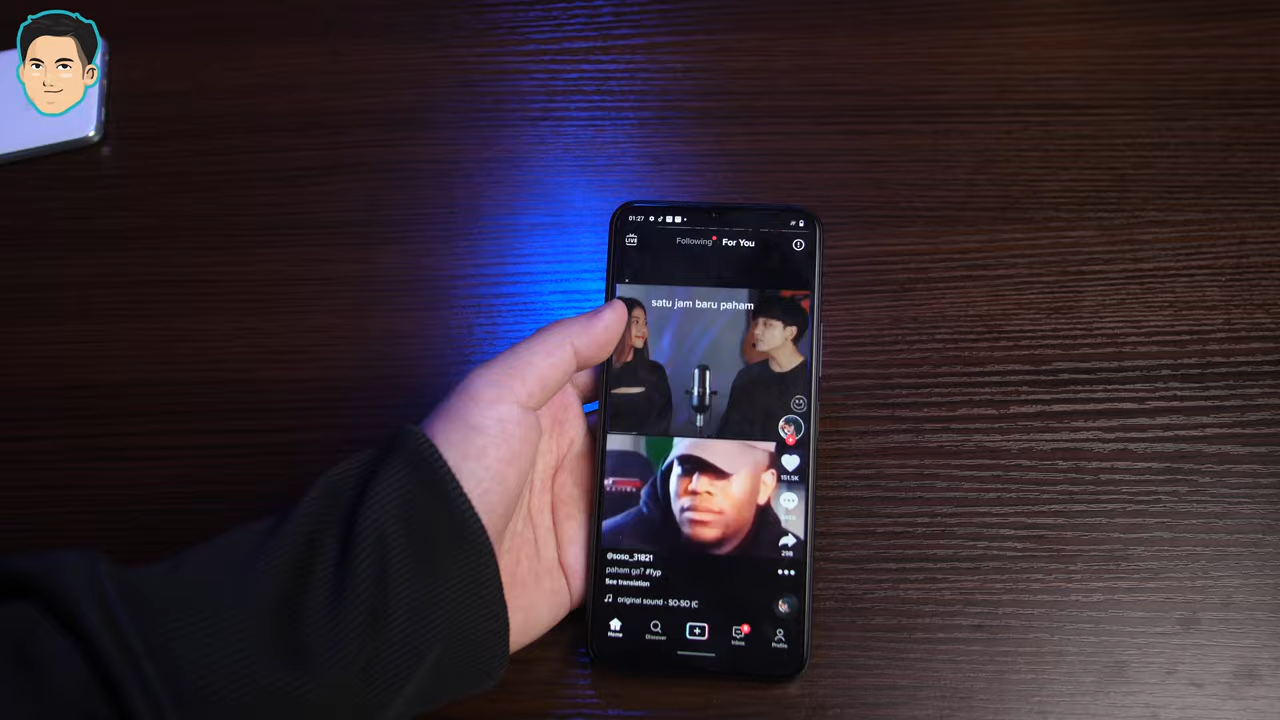 01:27
LIVE
Following
For You
satu jam baru paham
151.5K
298
@soso_31821
paham ga? #fyp
See translation
original sound - SO-SO (C
Home
Discover
Inbox
Profile